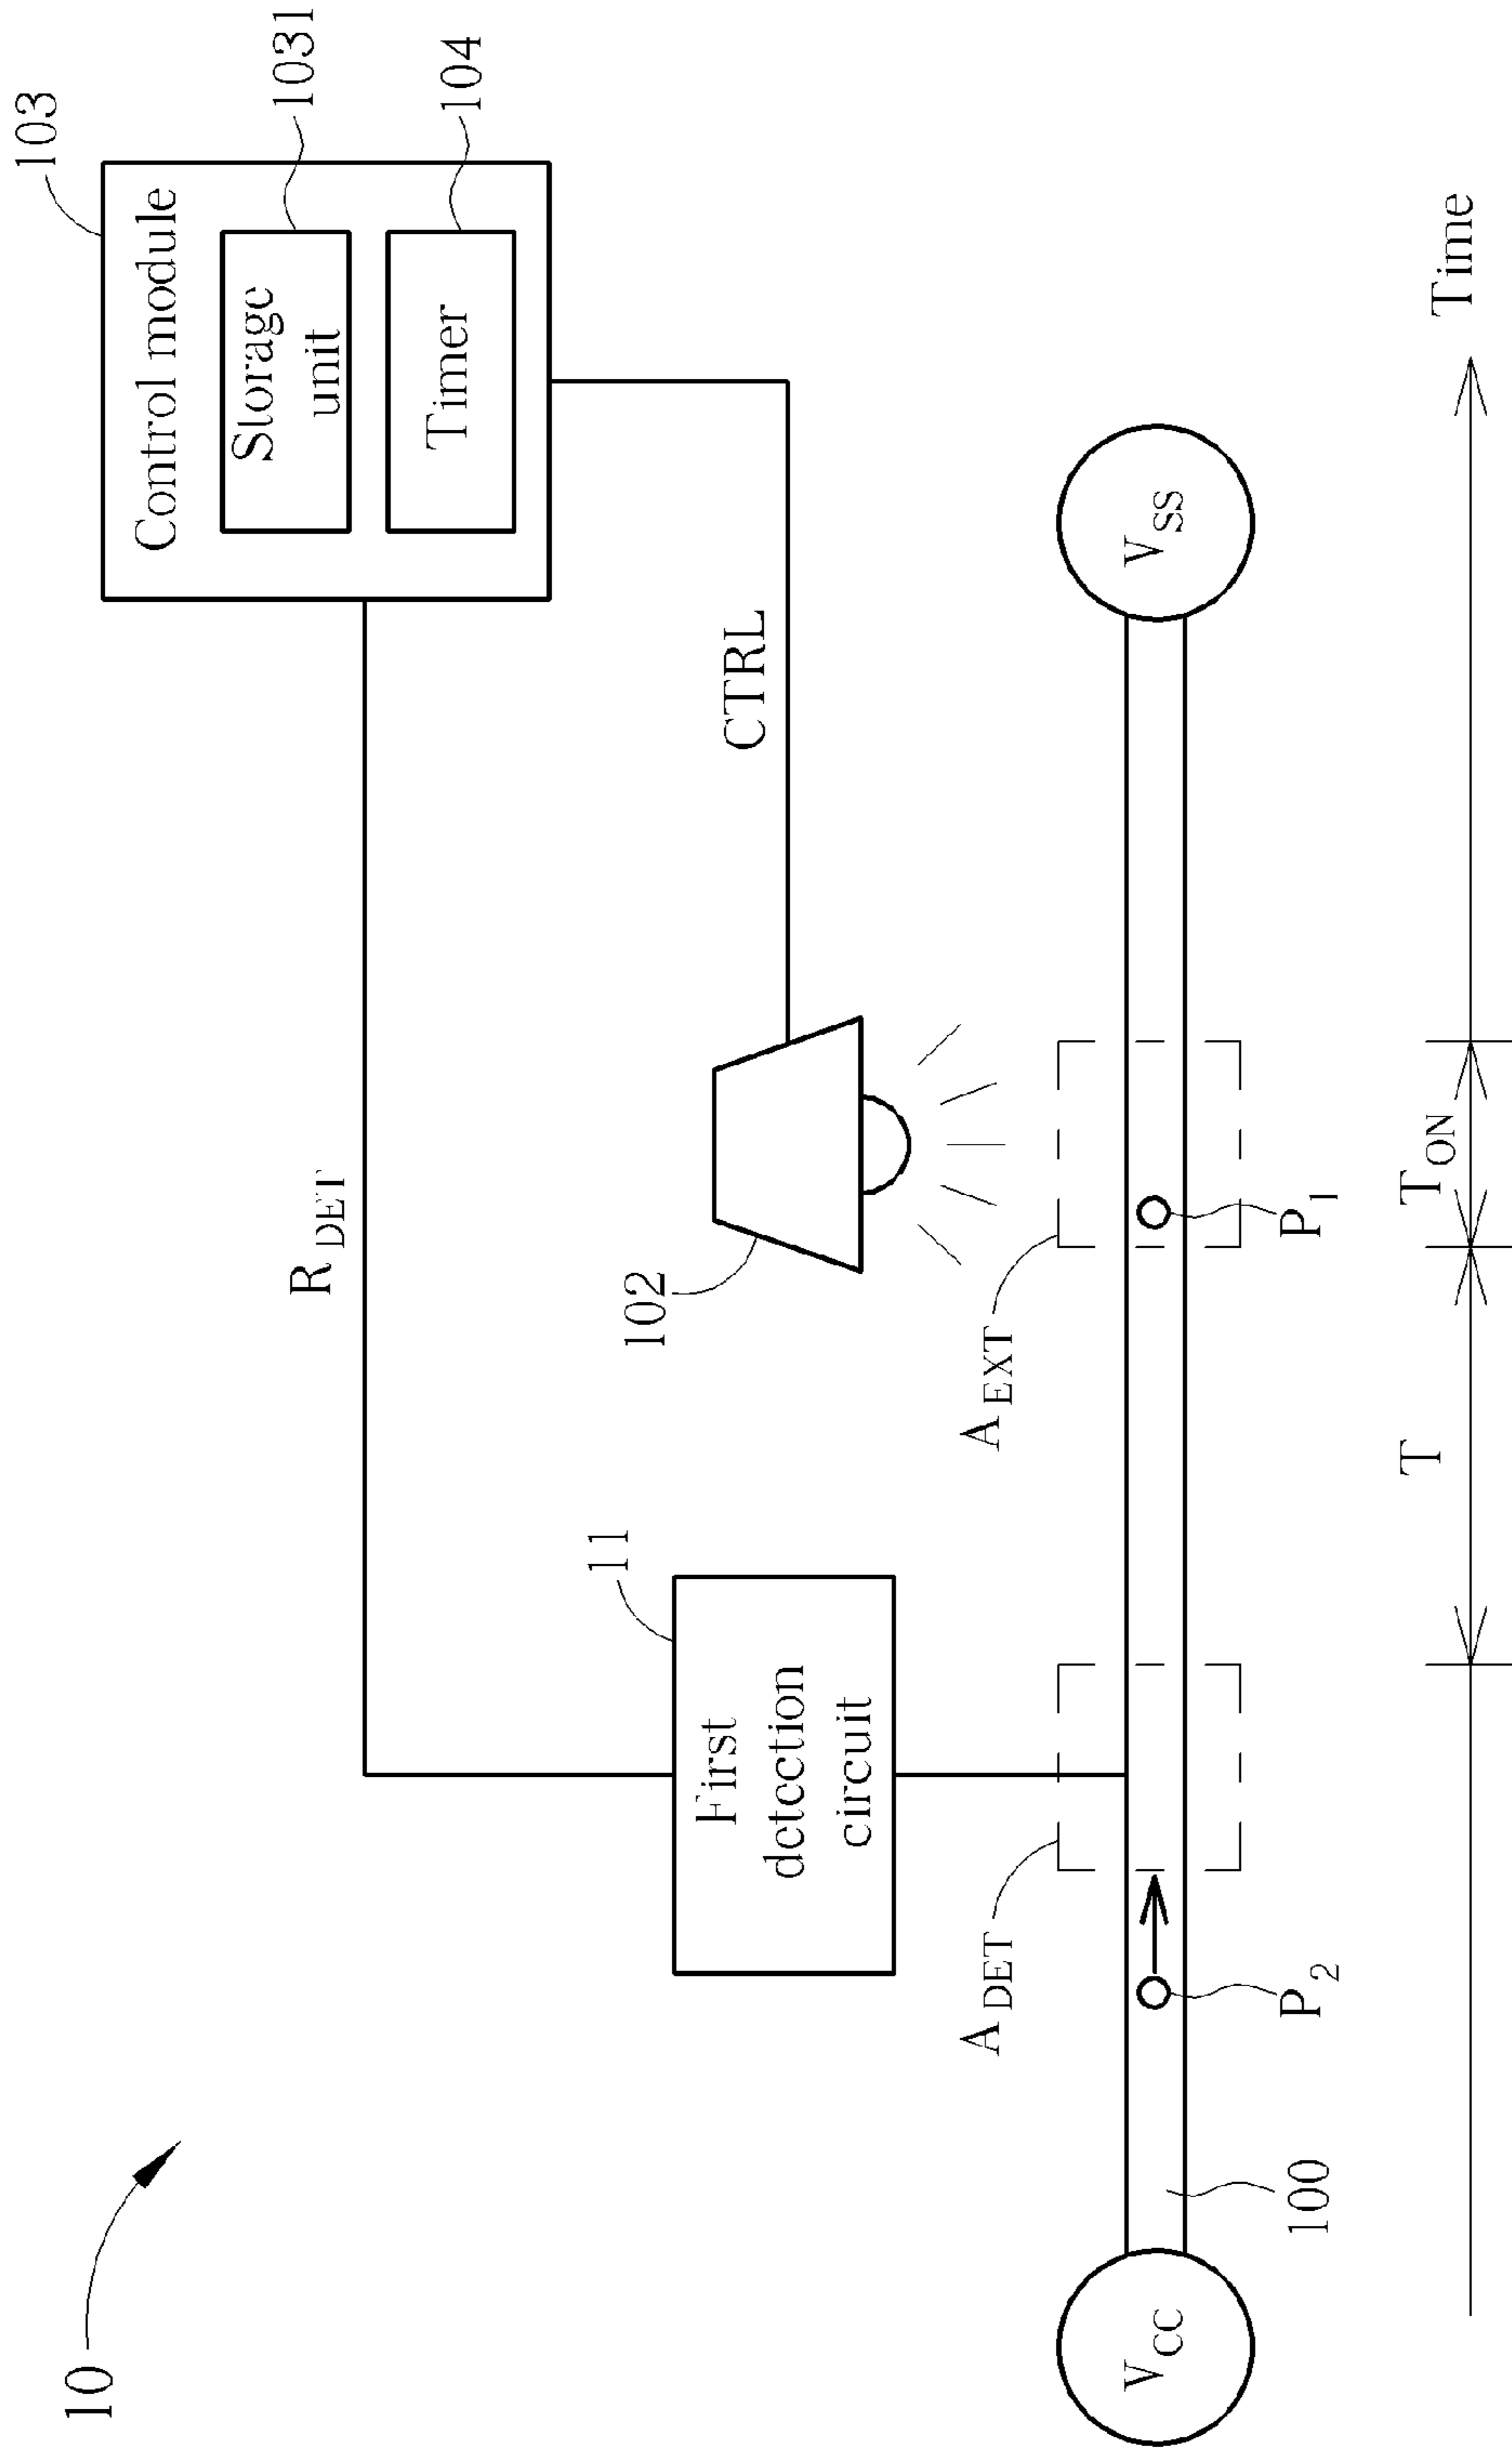 10
103
Control module
Storage
unit
1031
Timer
104
R DET
CTRL
102
11
First
detection
circuit
A DET
A EXT
V CC
V SS
100
P 2
P 1
T
T ON
Time